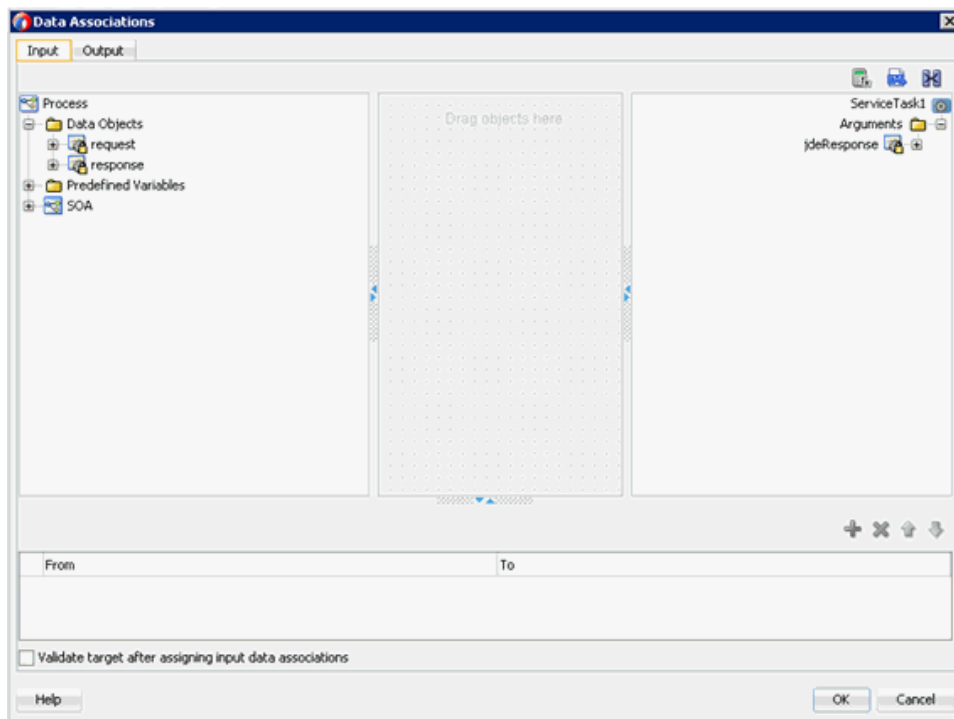 Data Associations
Input Output
Process
Data Objects
request
response
Predefined Variables
SOA
Drag objects here
ServiceTask1
Arguments
jdeResponse
From To
Validate target after assigning input data associations
Help OK Cancel